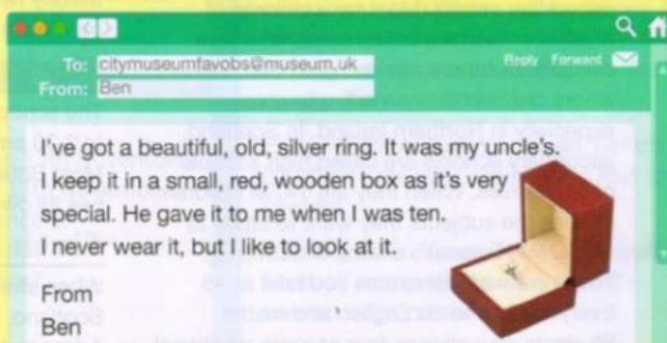 To: citymuseumfavobs@museum.uk
Reply Forward
From: Ben
I've got a beautiful, old, silver ring. It was my uncle's.
I keep it in a small, red, wooden box as it's very
special. He gave it to me when I was ten.
I never wear it, but I like to look at it.
From
Ben